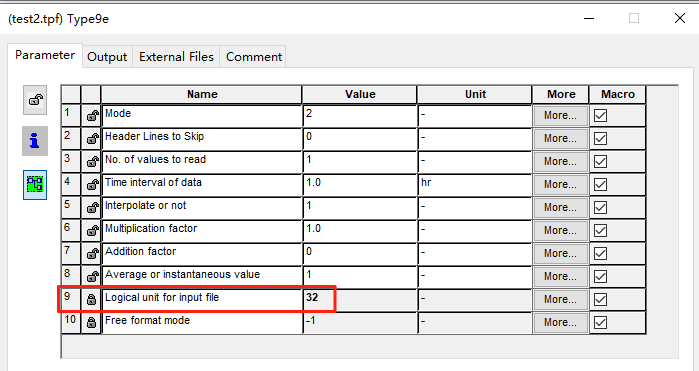 (test2.tpf) Type9e
Parameter Output External Files Comment
Name Value Unit More Macro
1 Mode 2 - More...
2 Header Lines to Skip 0 - More...
3 No. of values to read 1 - More...
4 Time interval of data 1.0 hr More...
5 Interpolate or not 1 - More...
6 Multiplication factor 1.0 - More...
7 Addition factor 0 - More...
8 Average or instantaneous value 1 - More...
9 Logical unit for input file 32 - More...
10 Free format mode -1 - More...